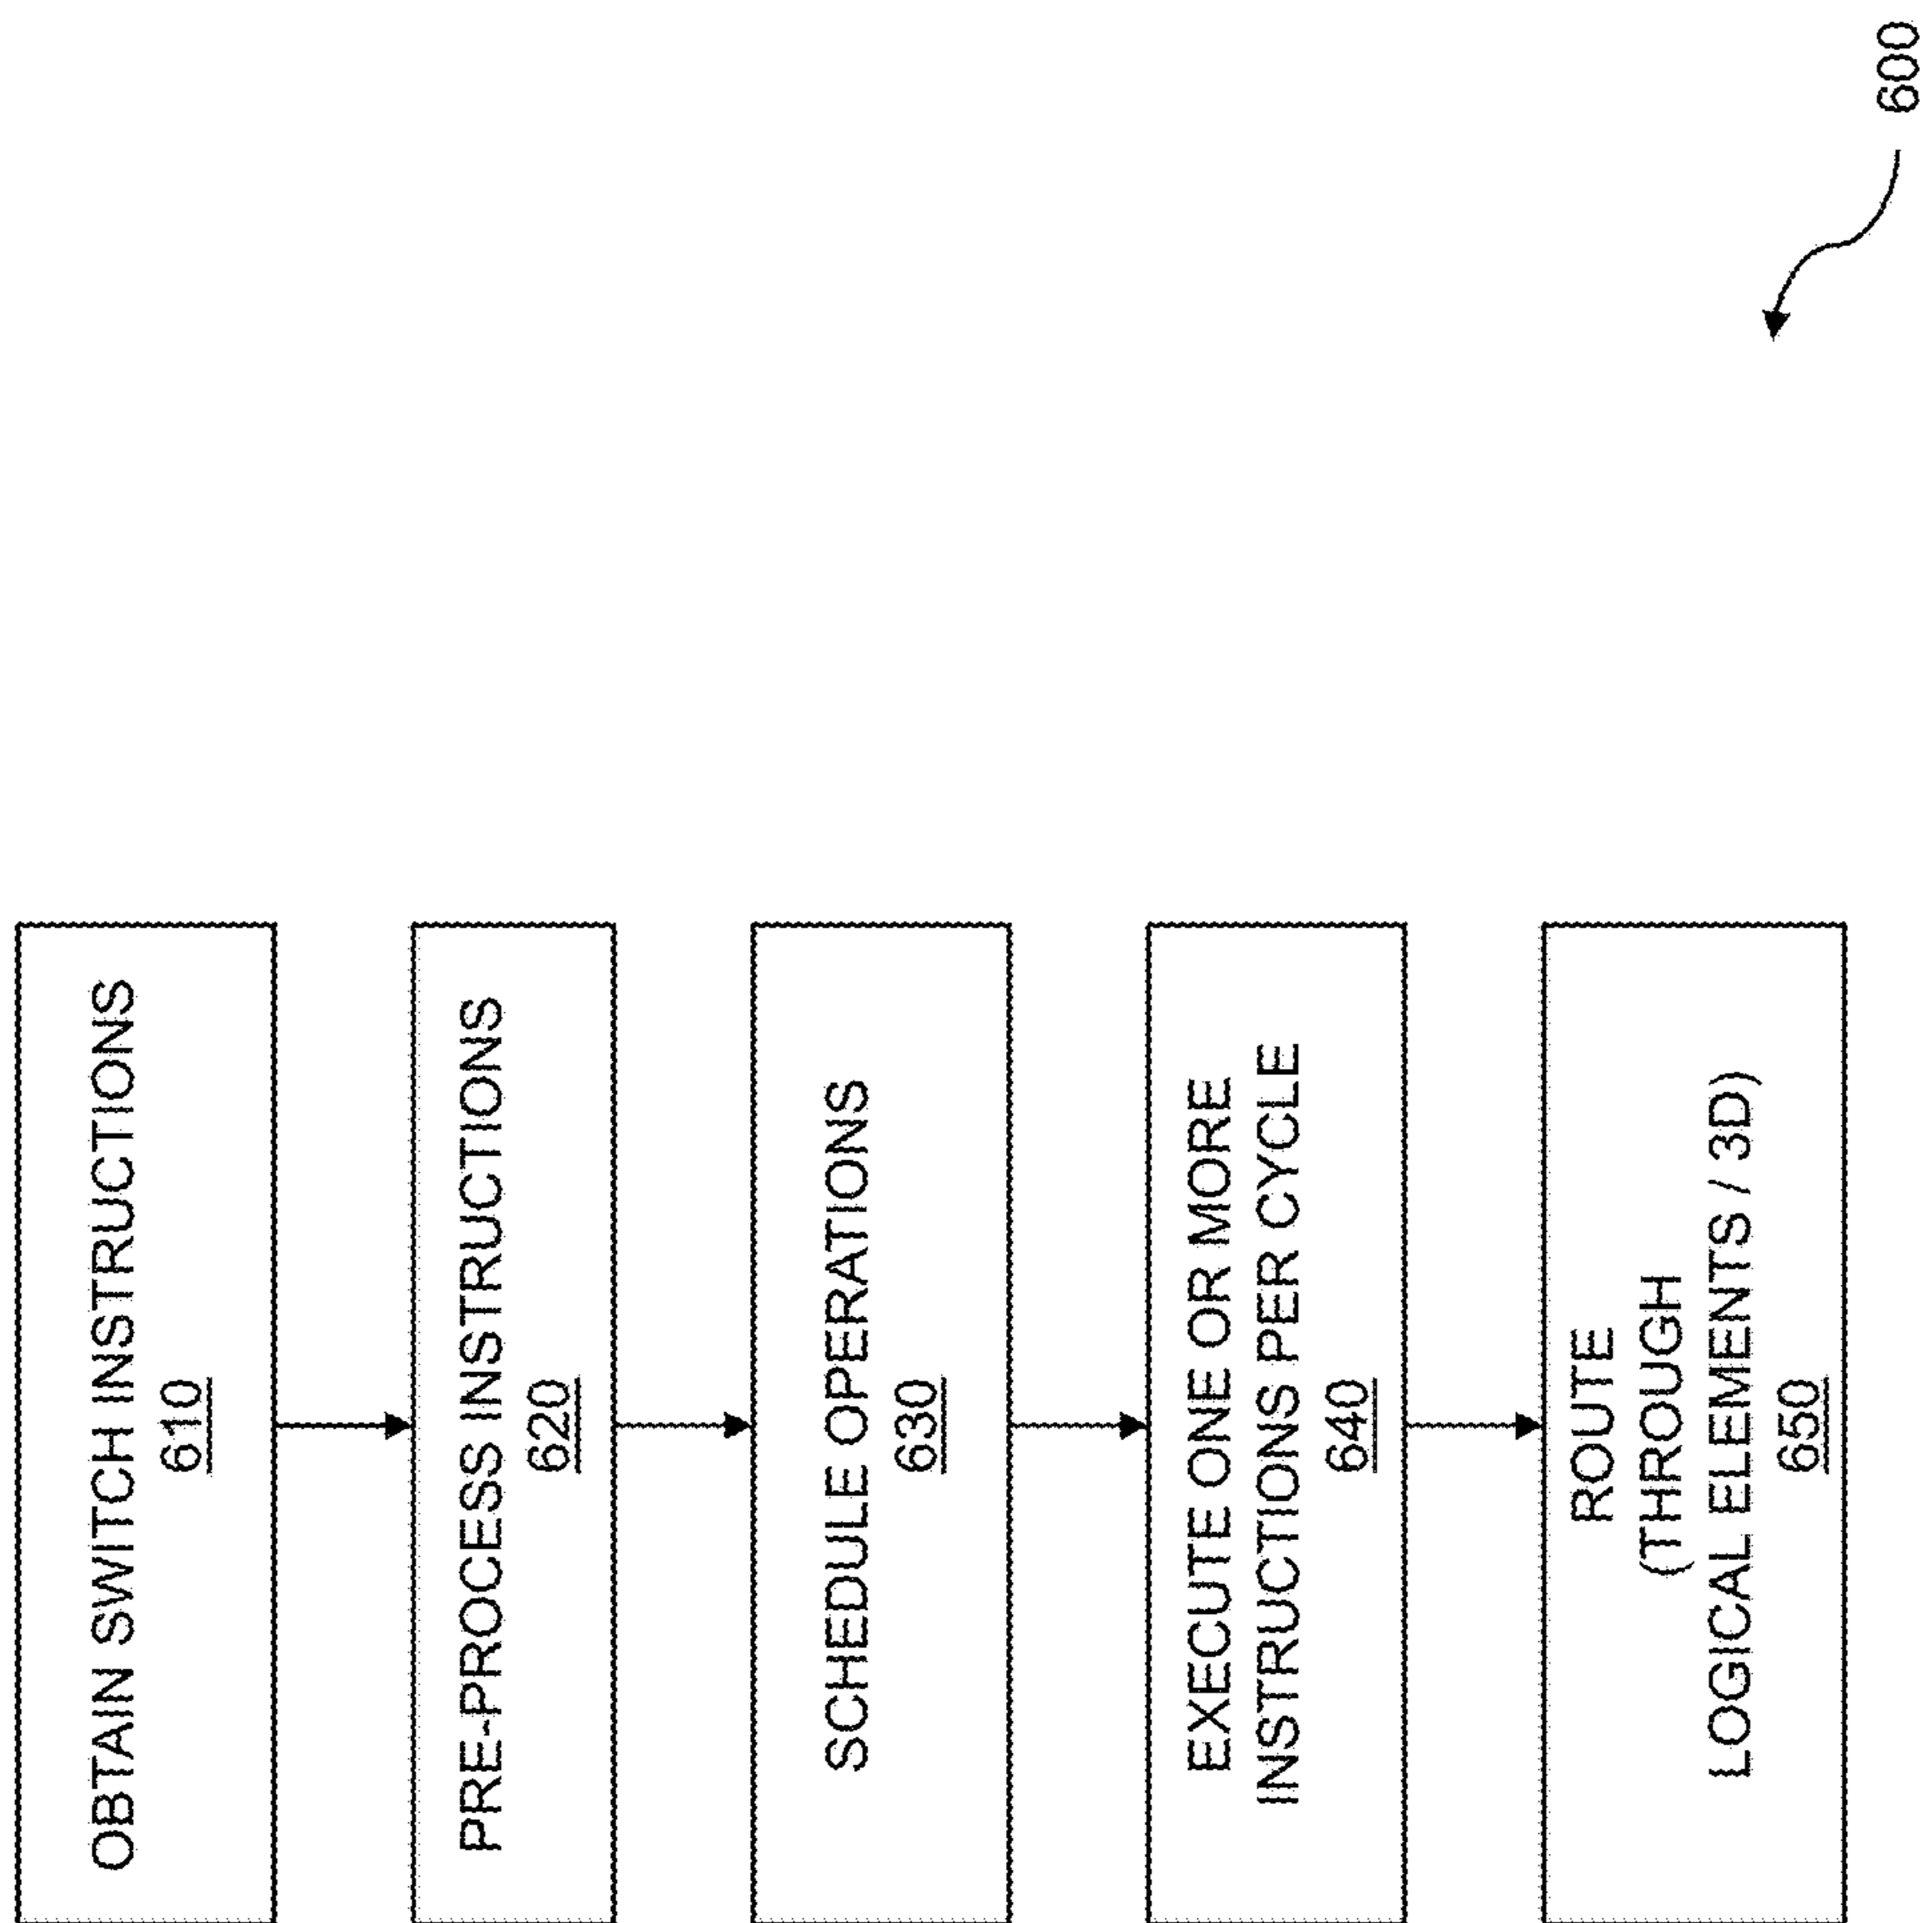 OBTAIN SWITCH INSTRUCTIONS
610
PRE-PROCESS INSTRUCTIONS
620
SCHEDULE OPERATIONS
630
EXECUTE ONE OR MORE
INSTRUCTIONS PER CYCLE
640
ROUTE
(THROUGH
LOGICAL ELEMENTS / 3D)
650
600